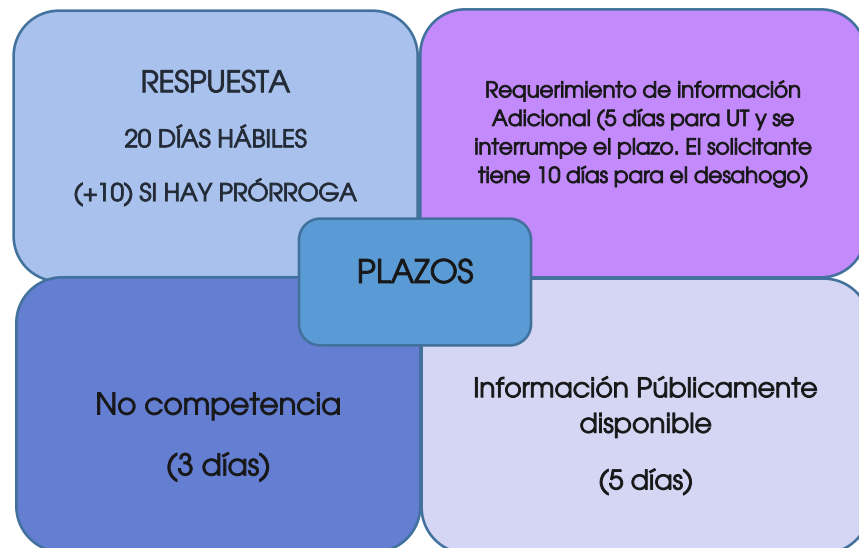 RESPUESTA
20 DÍAS HÁBILES
(+10) SI HAY PRÓRROGA
Requerimiento de información
Adicional (5 días para UT y se
interrumpe el plazo. El solicitante
tiene 10 días para el desahogo)
PLAZOS
No competencia
(3 días)
Información Públicamente
disponible
(5 días)